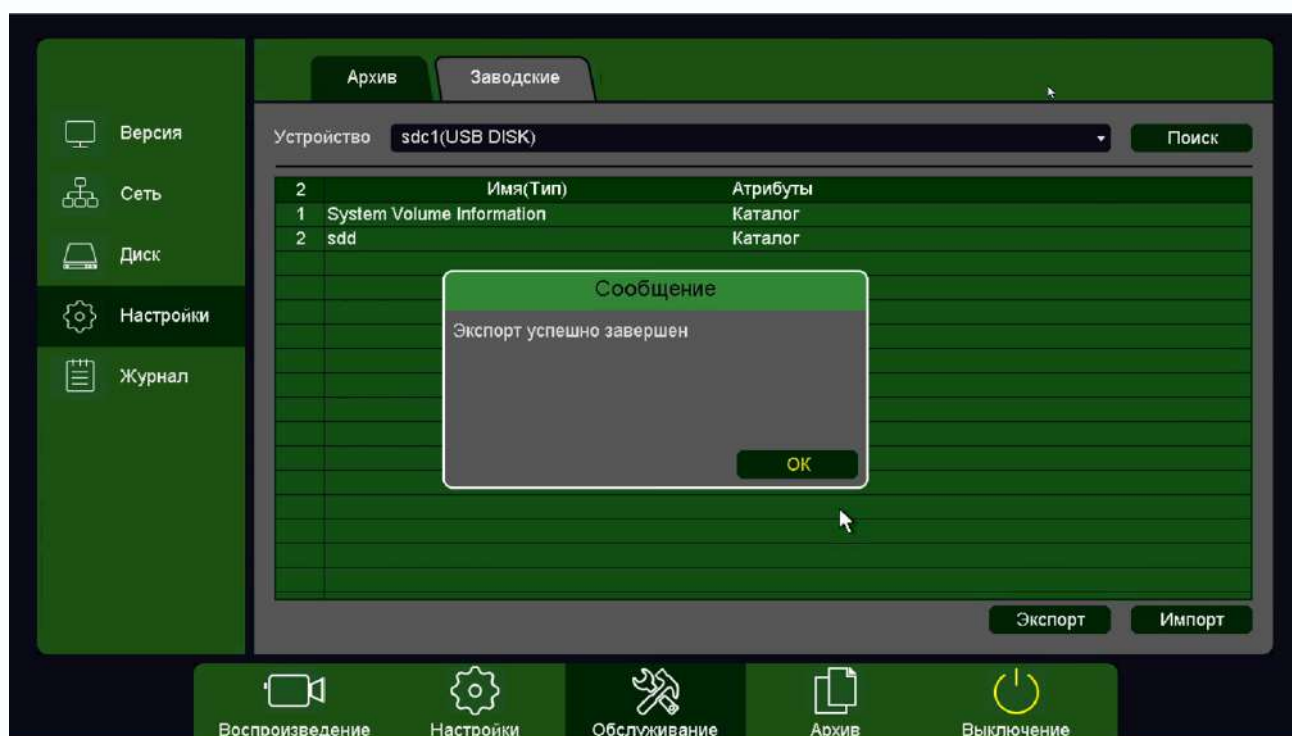 Архив Заводские
Версия
Сеть
Диск
Настройки
Журнал
Устройство sdc1(USB DISK) Поиск
2 Имя(Тип) Атрибуты
1 System Volume Information Каталог
2 sdd Каталог
Сообщение
Экспорт успешно завершен
ОК
Экспорт Импорт
Воспроизведение Настройки Обслуживание Архив Выключение